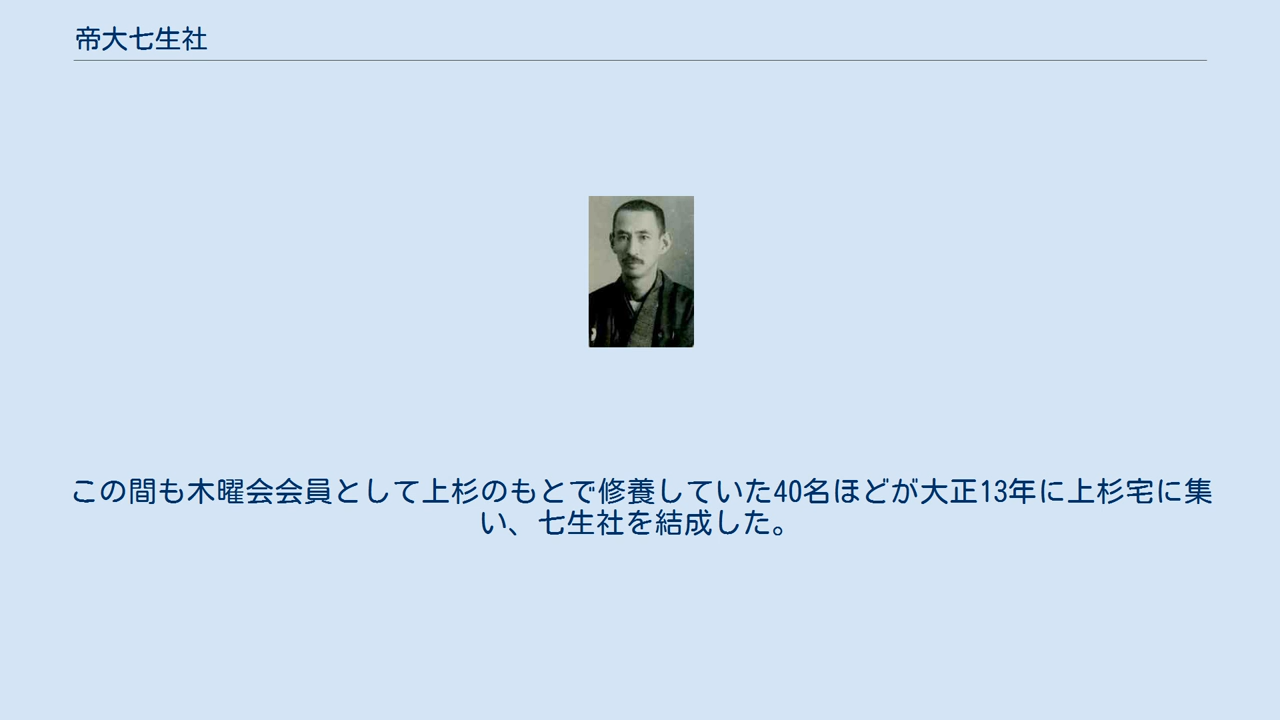 帝大七生社
この間も木曜会会員として上杉のもとで修養していた40名ほどが大正13年に上杉宅に集
い、七生社を結成した。